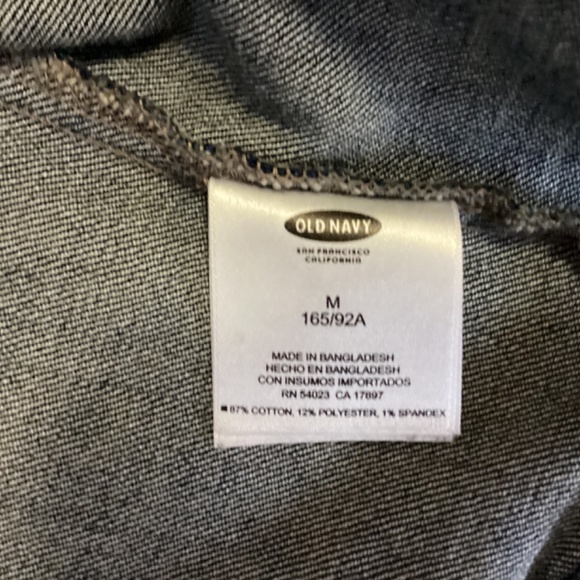 OLD NAVY
SAN FRANCISCO
CALIFORNIA
M
165/92A
MADE IN BANGLADESH
HECHO EN BANGLADESH
CON INSUMOS IMPORTADOS
RN 54023 CA 17897
87% COTTON, 12% POLYESTER, 1% SPANDEX